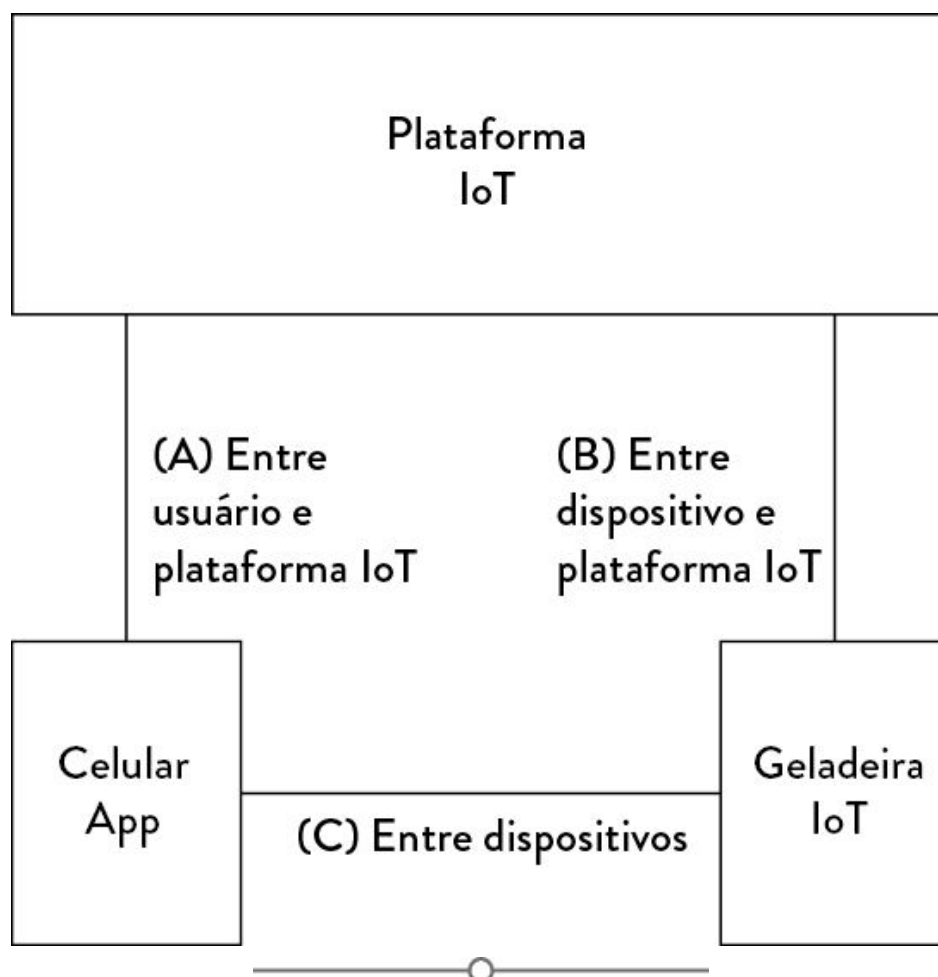 Plataforma
IoT
(A) Entre
usuário e
plataforma IoT
(B) Entre
dispositivo e
plataforma IoT
Celular
App
(C) Entre dispositivos
Geladeira
IoT